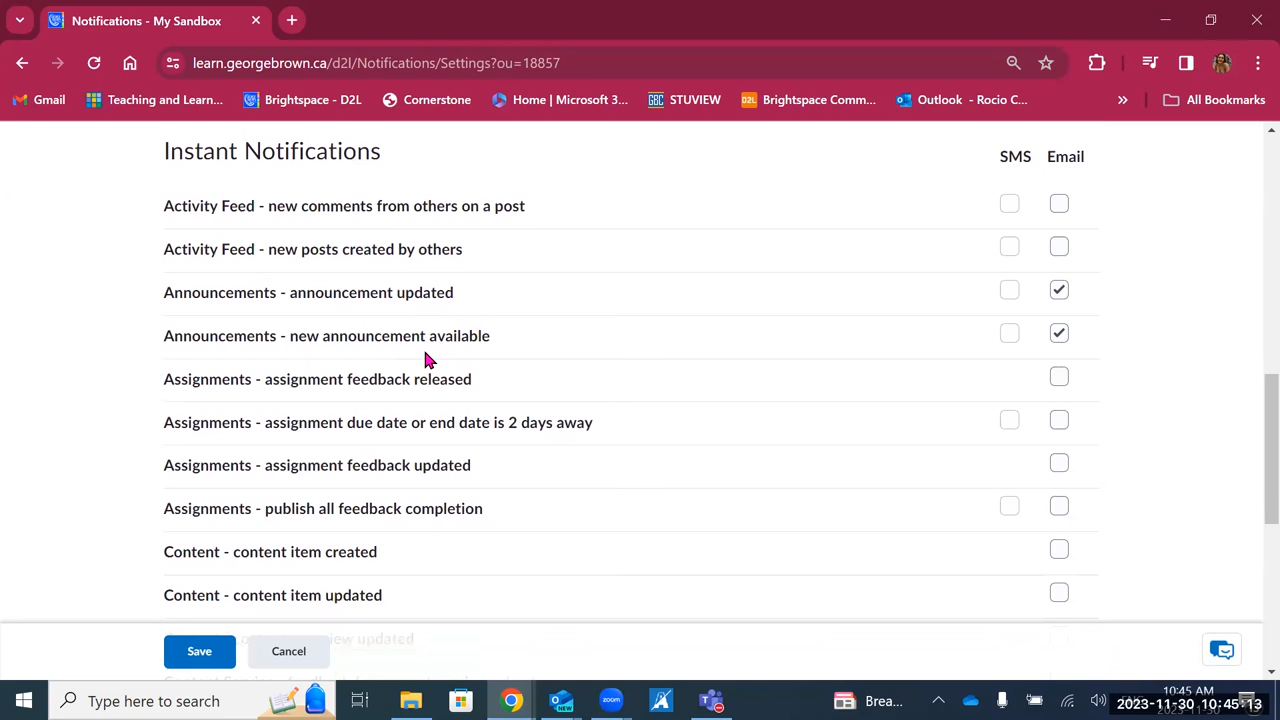 Notifications - My Sandbox
learn.georgebrown.ca/d2l/Notifications/Settings?ou=18857
Gmail
Teaching and Learn...
Brightspace - D2L
Cornerstone
Home | Microsoft 3...
GBC STUVIEW
D2L Brightspace Comm...
Outlook - Rocio C...
All Bookmarks
Instant Notifications
SMS Email
Activity Feed - new comments from others on a post
Activity Feed - new posts created by others
Announcements - announcement updated
Announcements - new announcement available
Assignments - assignment feedback released
Assignments - assignment due date or end date is 2 days away
Assignments - assignment feedback updated
Assignments - publish all feedback completion
Content - content item created
Content - content item updated
Save Cancel
Type here to search
NEW
zoom
Brea...
ENG
10:45 AM
2023-11-30 10:45:13